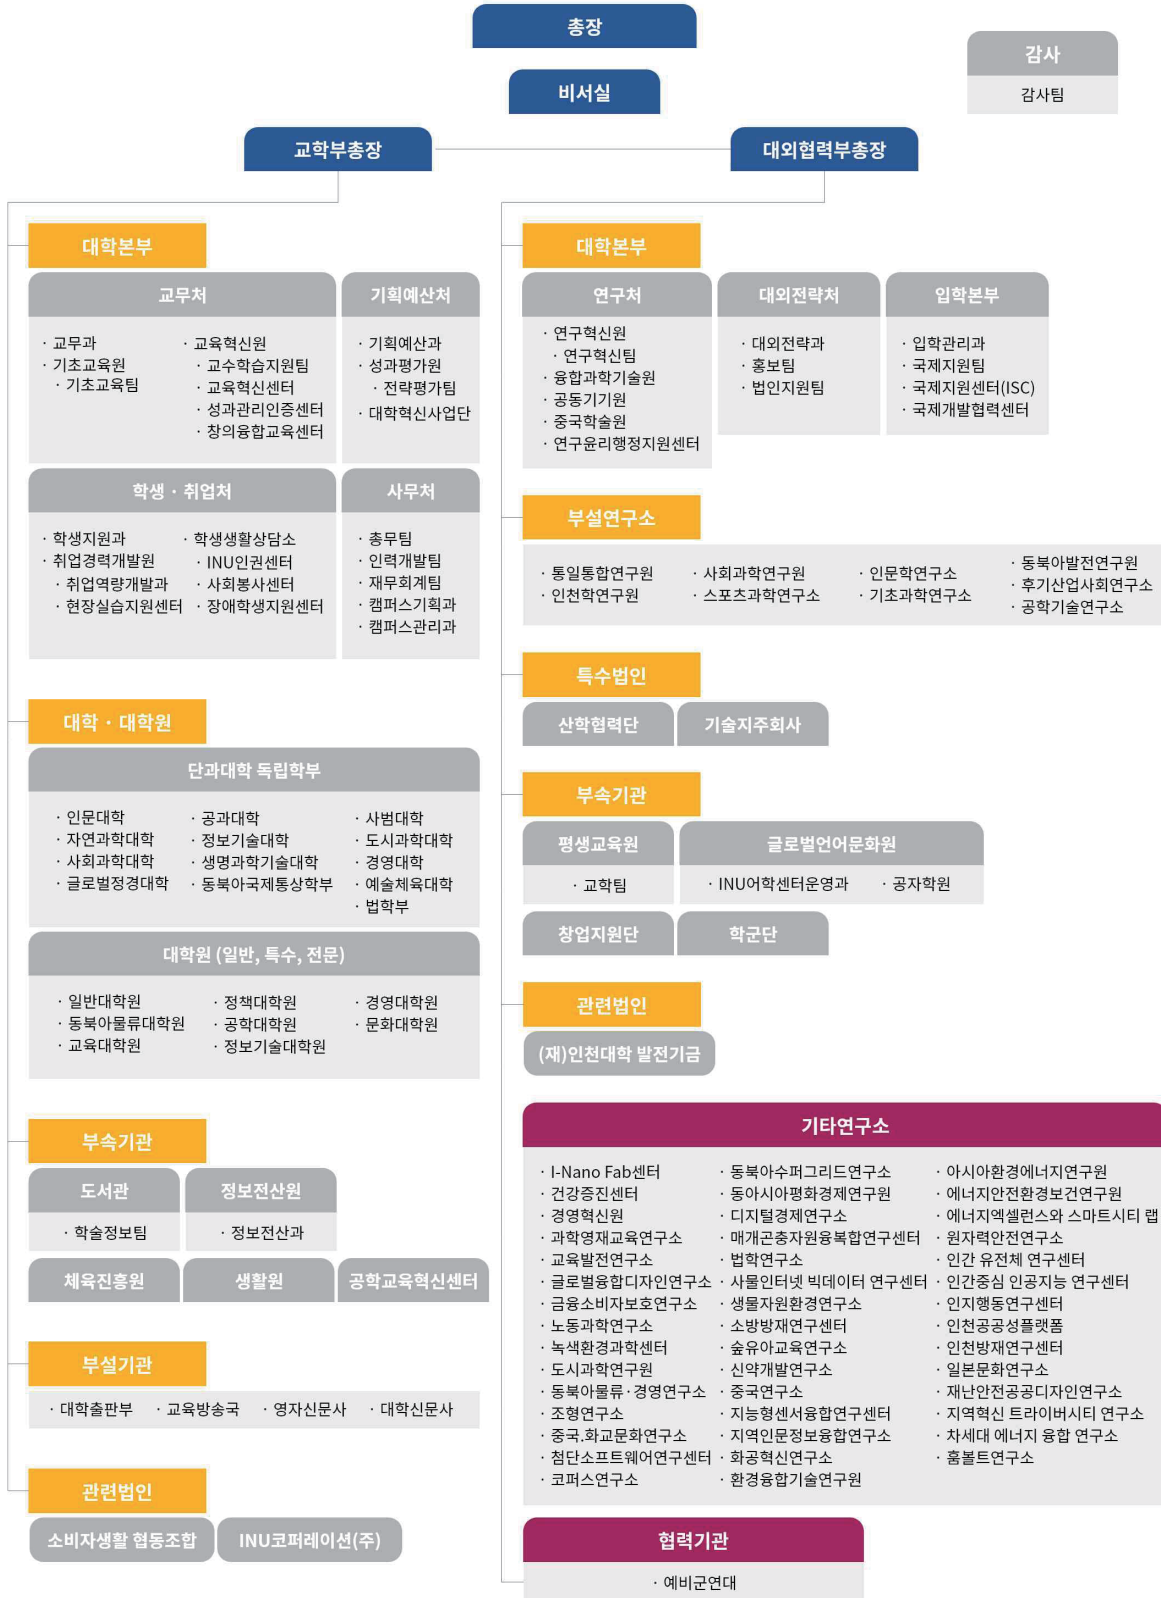 총장
감사
감사팀
비서실
교학부총장
대외협력부총장
대학본부
교무처
· 교무과
· 기초교육원
· 기초교육팀
· 교육혁신원
· 교수학습지원팀
· 교육혁신센터
· 성과관리인증센터
· 창의융합교육센터
기획예산처
· 기획예산과
· 성과평가원
· 전략평가팀
· 대학혁신사업단
학생 · 취업처
· 학생지원과
· 취업경력개발원
· 취업역량개발과
· 현장실습지원센터
· 학생생활상담소
· INU인권센터
· 사회봉사센터
· 장애학생지원센터
사무처
· 총무팀
· 인력개발팀
· 재무회계팀
· 캠퍼스기획과
· 캠퍼스관리과
대학 · 대학원
단과대학 독립학부
· 인문대학
· 자연과학대학
· 사회과학대학
· 글로벌정경대학
· 공과대학
· 정보기술대학
· 생명과학기술대학
· 동북아국제통상학부
· 사범대학
· 도시과학대학
· 경영대학
· 예술체육대학
· 법학부
대학원 (일반, 특수, 전문)
· 일반대학원
· 동북아물류대학원
· 교육대학원
· 정책대학원
· 공학대학원
· 정보기술대학원
· 경영대학원
· 문화대학원
부속기관
도서관
· 학술정보팀
정보전산원
· 정보전산과
체육진흥원
생활원
공학교육혁신센터
부설기관
· 대학출판부
· 교육방송국
· 영자신문사
· 대학신문사
관련법인
소비자생활 협동조합
INU코퍼레이션(주)
대학본부
연구처
· 연구혁신원
· 연구혁신팀
· 융합과학기술원
· 공동기기원
· 중국학술원
· 연구윤리행정지원센터
대외전략처
· 대외전략과
· 홍보팀
· 법인지원팀
입학본부
· 입학관리과
· 국제지원팀
· 국제지원센터(ISC)
· 국제개발협력센터
부설연구소
· 통일통합연구원
· 인천학연구원
· 사회과학연구원
· 스포츠과학연구소
· 인문학연구소
· 기초과학연구소
· 동북아발전연구원
· 후기산업사회연구소
· 공학기술연구소
특수법인
산학협력단
기술지주회사
부속기관
평생교육원
· 교학팀
글로벌언어문화원
· INU어학센터운영과
· 공자학원
창업지원단
학군단
관련법인
(재)인천대학 발전기금
기타연구소
· I-Nano Fab센터
· 건강증진센터
· 경영혁신원
· 과학영재교육연구소
· 교육발전연구소
· 글로벌융합디자인연구소
· 금융소비자보호연구소
· 노동과학연구소
· 녹색환경과학센터
· 도시과학연구원
· 동북아물류·경영연구소
· 조형연구소
· 중국.화교문화연구소
· 첨단소프트웨어연구센터
· 코퍼스연구소
· 동북아수퍼그리드연구소
· 동아시아평화경제연구원
· 디지털경제연구소
· 매개곤충자원융복합연구센터
· 법학연구소
· 사물인터넷 빅데이터 연구센터
· 생물자원환경연구소
· 소방방재연구센터
· 숲유아교육연구소
· 신약개발연구소
· 중국연구소
· 지능형센서융합연구센터
· 지역인문정보융합연구소
· 화공혁신연구소
· 환경융합기술연구원
· 아시아환경에너지연구원
· 에너지안전환경보건연구원
· 에너지엑셀런스와 스마트시티 랩
· 원자력안전연구소
· 인간 유전체 연구센터
· 인간중심 인공지능 연구센터
· 인지행동연구센터
· 인천공공성플랫폼
· 인천방재연구센터
· 일본문화연구소
· 재난안전공공디자인연구소
· 지역혁신 트라이버시티 연구소
· 차세대 에너지 융합 연구소
· 훔볼트연구소
협력기관
· 예비군연대